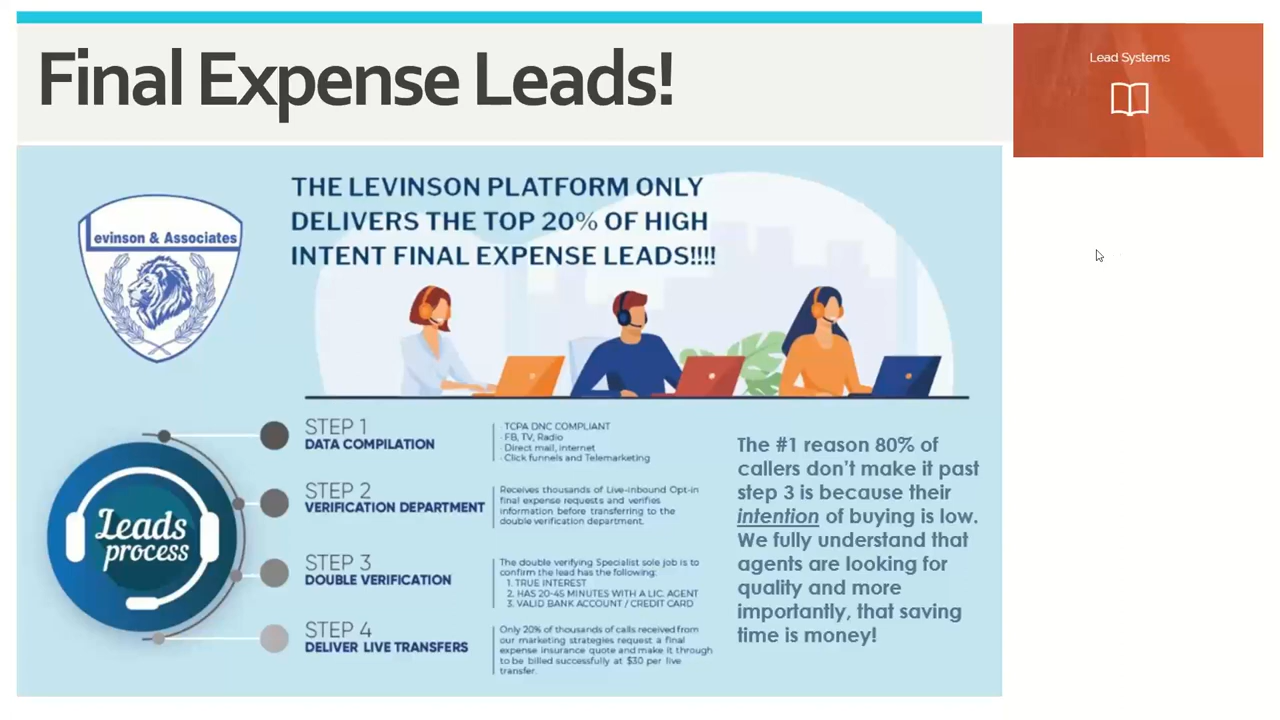 Final Expense Leads!
Lead Systems
THE LEVINSON PLATFORM ONLY
DELIVERS THE TOP 20% OF HIGH
INTENT FINAL EXPENSE LEADS!!!!
Levinson & Associates
Leads
process
STEP 1
DATA COMPILATION
· TCPA DNC COMPLIANT
· FB, TV, Radio
· Direct mail, internet
· Click funnels and Telemarketing
STEP 2
VERIFICATION DEPARTMENT
Receives thousands of Live-inbound Opt-in
final expense requests and verifies
information before transferring to the
double verification department.
STEP 3
DOUBLE VERIFICATION
The double verifying Specialist sole job is to
confirm the lead has the following:
1. TRUE INTEREST
2. HAS 20-45 MINUTES WITH A LIC. AGENT
3. VALID BANK ACCOUNT / CREDIT CARD
STEP 4
DELIVER LIVE TRANSFERS
Only 20% of thousands of calls received from
our marketing strategies request a final
expense insurance quote and make it through
to be billed successfully at $30 per live
transfer.
The #1 reason 80% of
callers don't make it past
step 3 is because their
intention of buying is low.
We fully understand that
agents are looking for
quality and more
importantly, that saving
time is money!